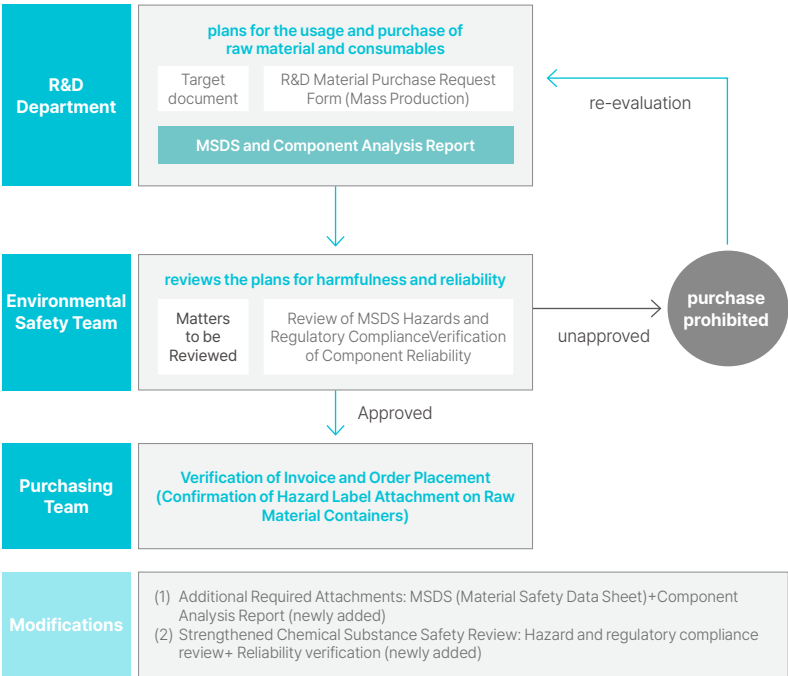 R&D
Department
plans for the usage and purchase of
raw material and consumables
Target
document
R&D Material Purchase Request
Form (Mass Production)
MSDS and Component Analysis Report
re-evaluation
Environmental
Safety Team
reviews the plans for harmfulness and reliability
Matters
to be
Reviewed
Review of MSDS Hazards and
Regulatory ComplianceVerification
of Component Reliability
unapproved
purchase
prohibited
Approved
Purchasing
Team
Verification of Invoice and Order Placement
(Confirmation of Hazard Label Attachment on Raw
Material Containers)
Modifications
(1) Additional Required Attachments: MSDS (Material Safety Data Sheet)+Component
Analysis Report (newly added)
(2) Strengthened Chemical Substance Safety Review: Hazard and regulatory compliance
review+ Reliability verification (newly added)